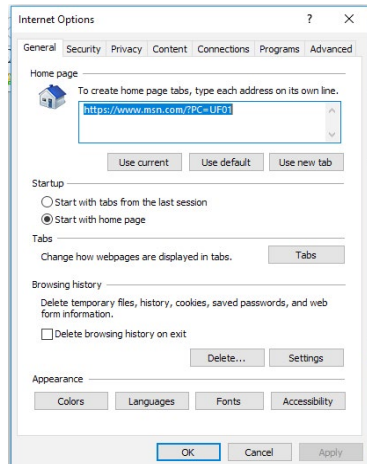 Internet Options ? ×
General Security Privacy Content Connections Programs Advanced
Home page
To create home page tabs, type each address on its own line.
https://www.msn.com/?PC=UF01
Use current Use default Use new tab
Startup
Start with tabs from the last session
Start with home page
Tabs
Change how webpages are displayed in tabs. Tabs
Browsing history
Delete temporary files, history, cookies, saved passwords, and web
form information.
Delete browsing history on exit
Delete... Settings
Appearance
Colors Languages Fonts Accessibility
OK Cancel Apply